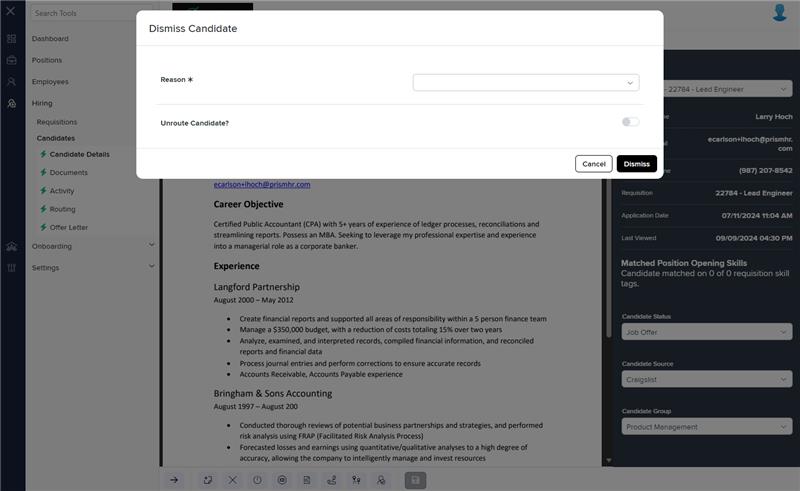 Search Tools
Dashboard
Positions
Employees
Hiring
Requisitions
Candidates
Candidate Details
Documents
Activity
Routing
Offer Letter
Onboarding
Settings
Dismiss Candidate
Reason *
Unroute Candidate?
Cancel
Dismiss
ecarlson+lhoch@prismhr.com
Career Objective
Certified Public Accountant (CPA) with 5+ years of experience of ledger processes, reconciliations and
streamlining reports. Possess an MBA. Seeking to leverage my professional expertise and experience
into a managerial role as a corporate banker.
Experience
Langford Partnership
August 2000 – May 2012
• Create financial reports and supported all areas of responsibility within a 5 person finance team
• Manage a $350,000 budget, with a reduction of costs totaling 15% over two years
• Analyze, examined, and interpreted records, compiled financial information, and reconciled
reports and financial data
• Process journal entries and perform corrections to ensure accurate records
• Accounts Receivable, Accounts Payable experience
Bringham & Sons Accounting
August 1997 – August 200
• Conducted thorough reviews of potential business partnerships and strategies, and performed
risk analysis using FRAP (Facilitated Risk Analysis Process)
• Forecasted losses and earnings using quantitative/qualitative analyses to a high degree of
accuracy, allowing the company to intelligently manage and invest resources
- 22784 - Lead Engineer
Larry Hoch
ecarlson+lhoch@prismhr.
com
(987) 207-8542
Requisition 22784 - Lead Engineer
Application Date 07/11/2024 11:04 AM
Last Viewed 09/09/2024 04:30 PM
Matched Position Opening Skills
Candidate matched on 0 of 0 requisition skill
tags.
Candidate Status
Job Offer
Candidate Source
Craigslist
Candidate Group
Product Management